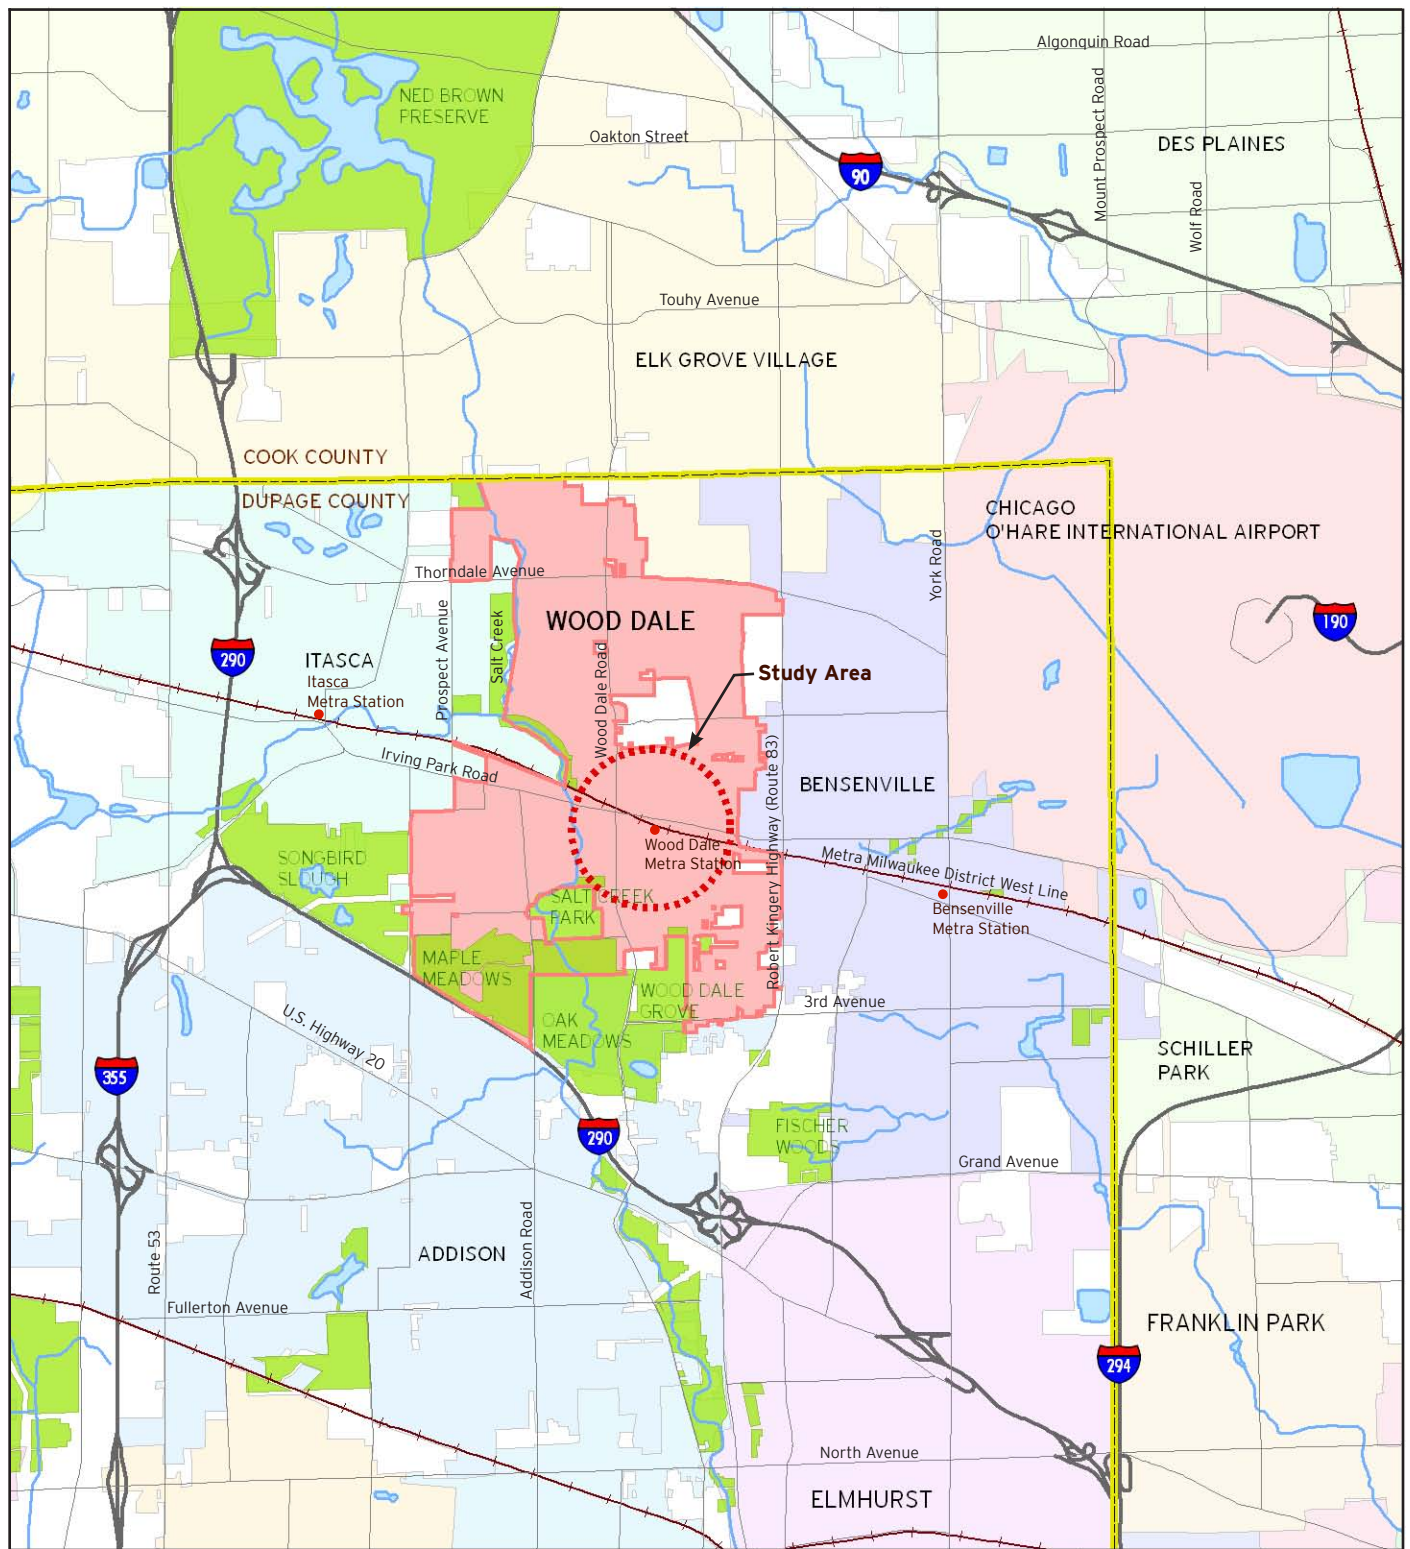 Algonquin Road
NED BROWN
PRESERVE
Mount Prospect Road
Oakton Street
DES PLAINES
90
Wolf Road
Touhy Avenue
ELK GROVE VILLAGE
COOK COUNTY
DUPAGE COUNTY
CHICAGO
O'HARE INTERNATIONAL AIRPORT
York Road
Thorndale Avenue
Prospect Avenue
Salt Creek
WOOD DALE
190
290
ITASCA
Itasca
Metra Station
Wood Dale Road
Study Area
Irving Park Road
Robert Kingery Highway (Route 83)
BENSENVILLE
Wood Dale
Metra Station
Metra Milwaukee District West Line
SONGBIRD
SLOUGH
SALT CREEK
PARK
Bensenville
Metra Station
MAPLE
MEADOWS
WOOD DALE
GROVE
3rd Avenue
OAK
MEADOWS
U.S. Highway 20
SCHILLER
PARK
355
290
FISCHER
WOODS
Grand Avenue
Route 53
ADDISON
Addison Road
Fullerton Avenue
FRANKLIN PARK
294
North Avenue
ELMHURST